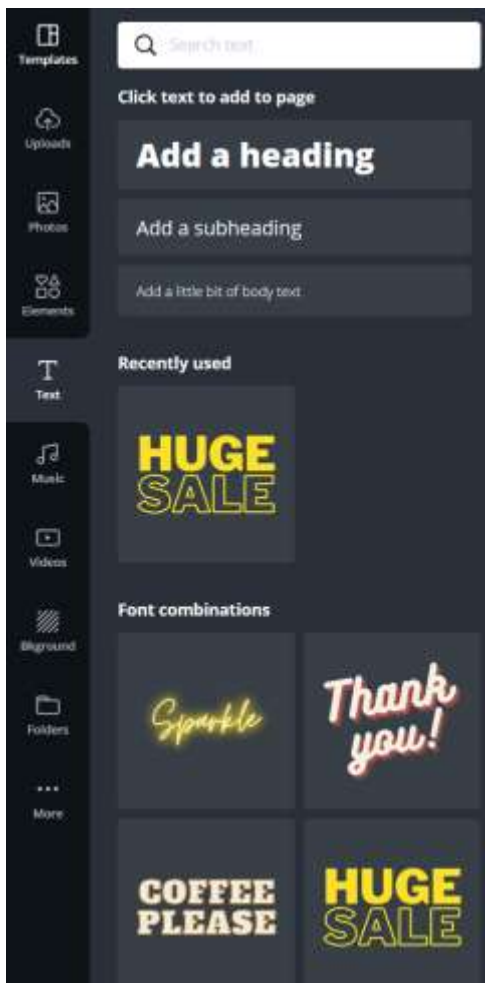 Templates
Uploads
Photos
Elements
Text
Music
Videos
Bkground
Folders
More
Search text
Click text to add to page
Add a heading
Add a subheading
Add a little bit of body text
Recently used
HUGE
SALE
Font combinations
Sparkle
Thank
you!
COFFEE
PLEASE
HUGE
SALE